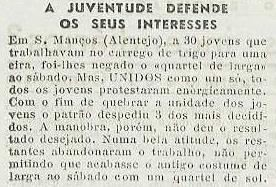 A JUVENTUDE DEFENDE
OS SEUS INTERESSES
Em S. Manços (Alentejo), a 30 jovens que
trabalhavam no carrego de trigo para uma
eira, foi-lhes negado o «quartel de larga»
ao sábado. Mas, UNIDOS como um só, to-
dos os jovens protestaram enérgicamente.
Com o fim de quebrar a unidade dos jo-
vens o patrão despediu 3 dos mais decidi-
dos. A manobra, porém, não deu o resul-
tado desejado. Numa bela atitude, os res-
tantes abandonaram o trabalho, não per-
mitindo que acabasse o antigo costume de
larga ao sábado com um quartel de sol.